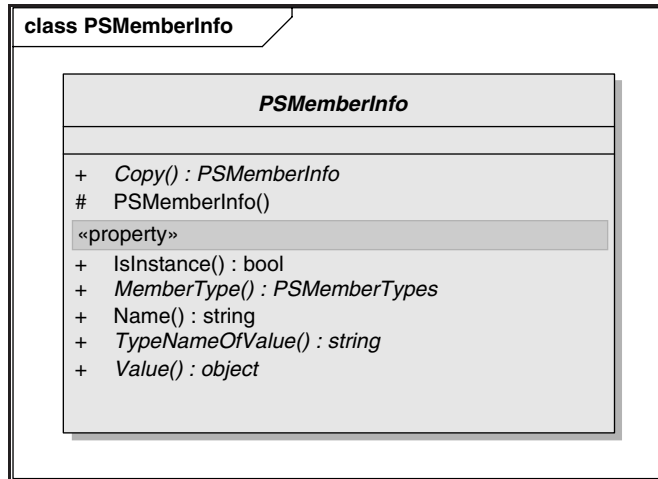 class PSMemberInfo
PSMemberInfo
+ Copy() : PSMemberInfo
# PSMemberInfo()
«property»
+ IsInstance() : bool
+ MemberType() : PSMemberTypes
+ Name() : string
+ TypeNameOfValue() : string
+ Value() : object